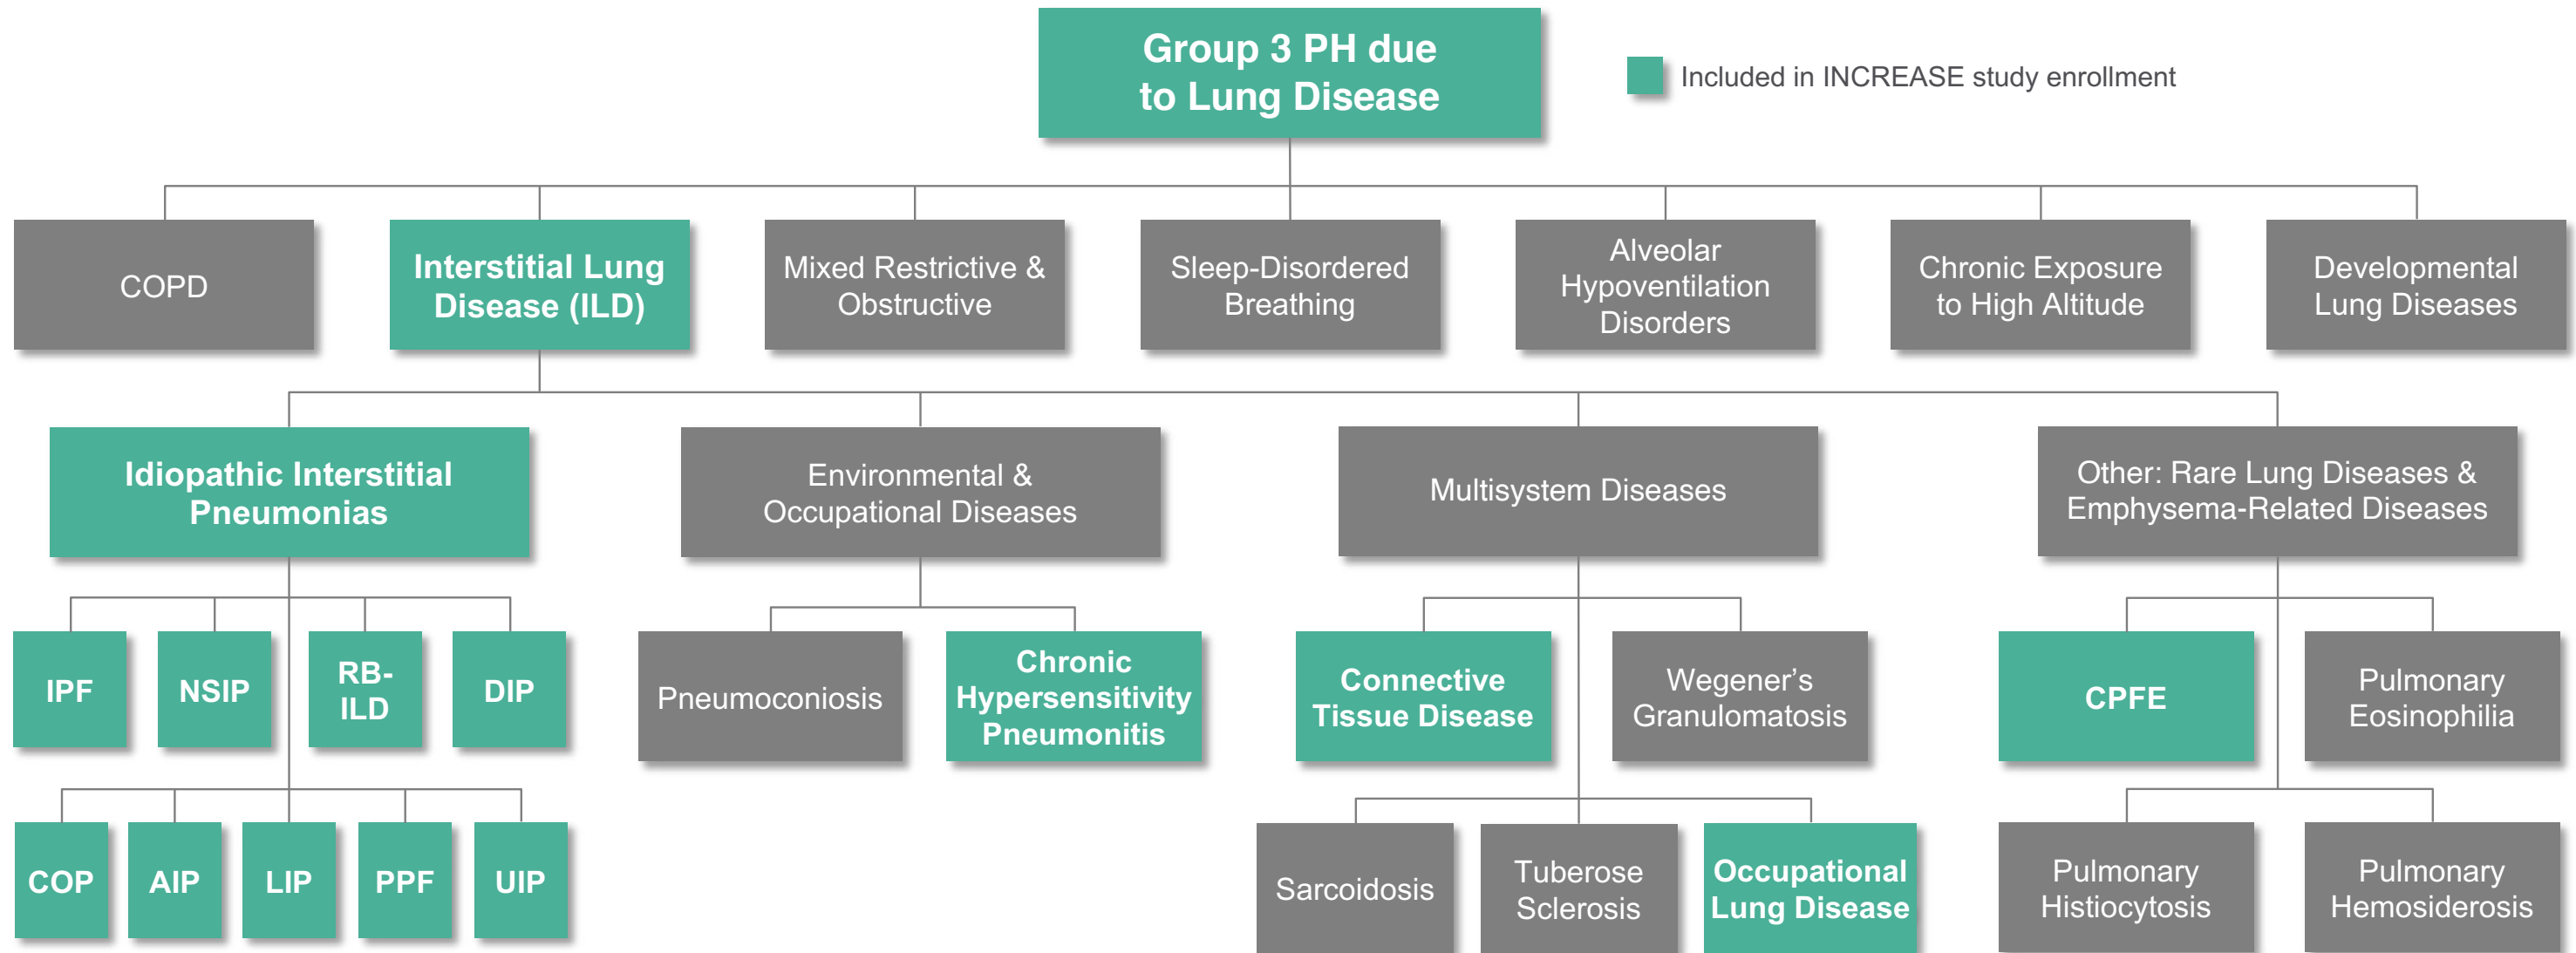 Group 3 PH due
to Lung Disease
Included in INCREASE study enrollment
COPD
Interstitial Lung
Disease (ILD)
Mixed Restrictive &
Obstructive
Sleep-Disordered
Breathing
Alveolar
Hypoventilation
Disorders
Chronic Exposure
to High Altitude
Developmental
Lung Diseases
Idiopathic Interstitial
Pneumonias
Environmental &
Occupational Diseases
Multisystem Diseases
Other: Rare Lung Diseases &
Emphysema-Related Diseases
IPF
NSIP
RB-
ILD
DIP
Pneumoconiosis
Chronic
Hypersensitivity
Pneumonitis
Connective
Tissue Disease
Wegener’s
Granulomatosis
CPFE
Pulmonary
Eosinophilia
COP
AIP
LIP
PPF
UIP
Sarcoidosis
Tuberose
Sclerosis
Occupational
Lung Disease
Pulmonary
Histiocytosis
Pulmonary
Hemosiderosis